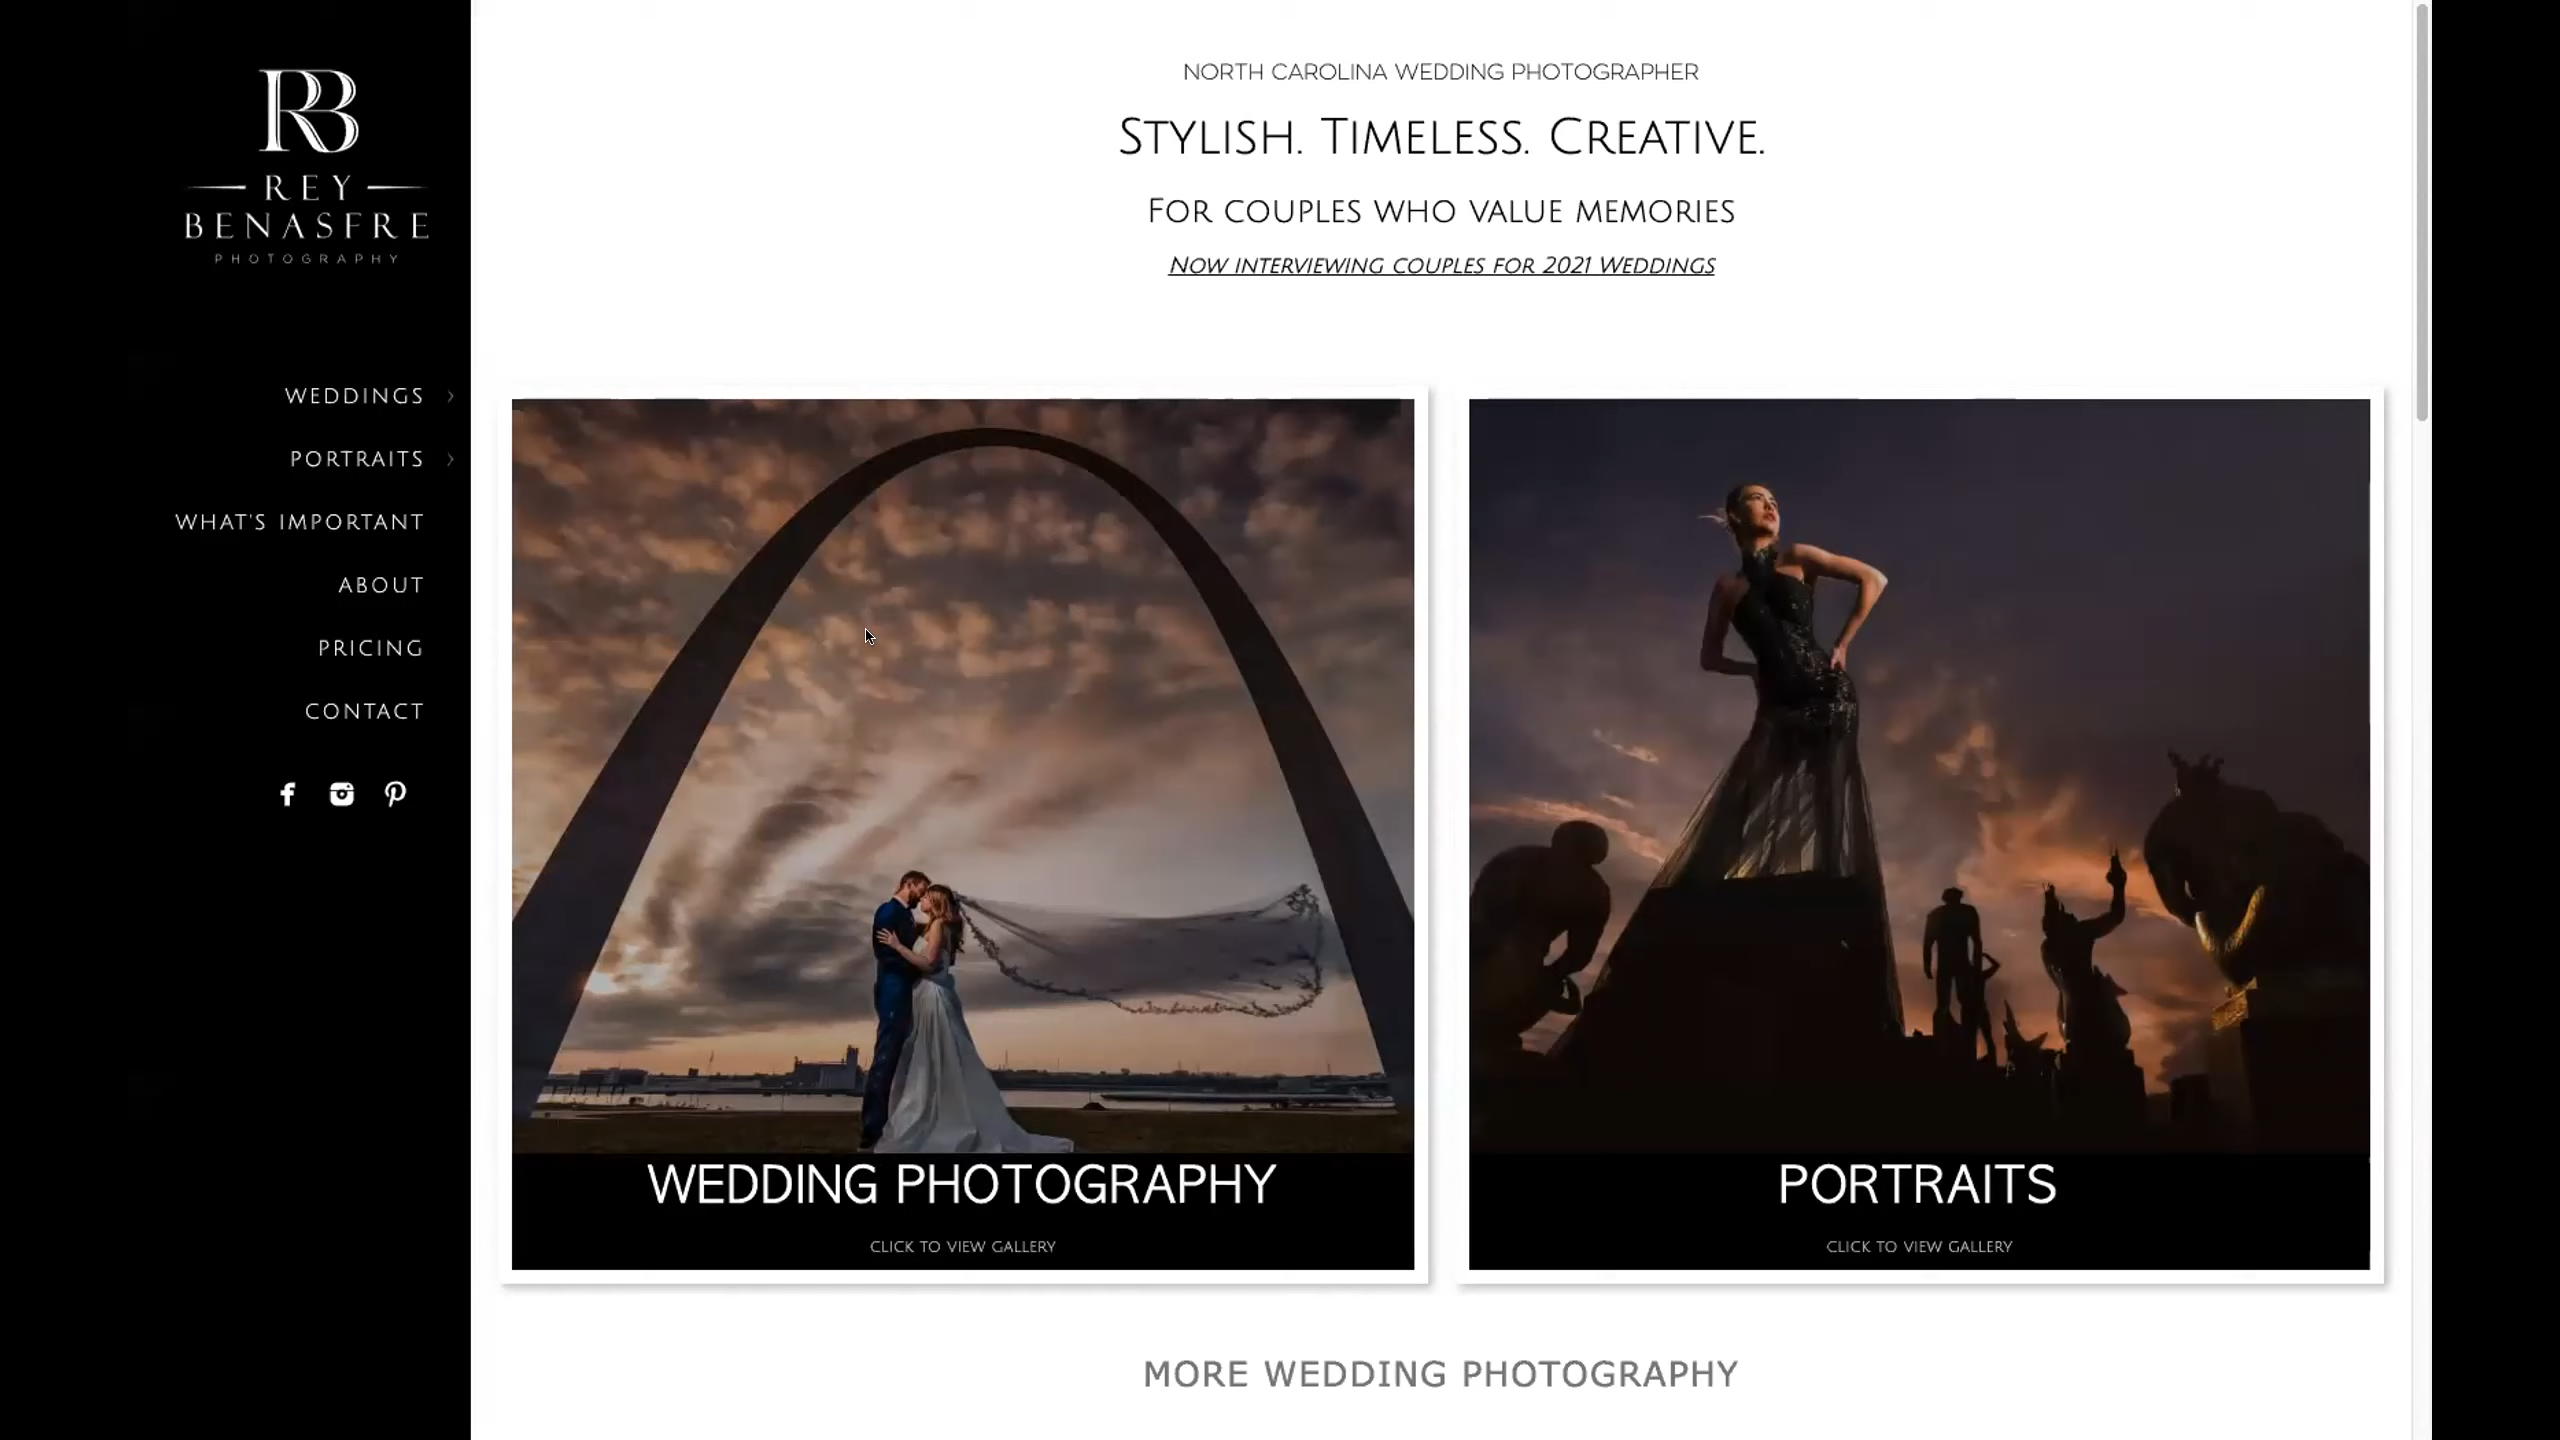 RB
REY
BENASFRE
PHOTOGRAPHY
WEDDINGS
PORTRAITS
WHAT'S IMPORTANT
ABOUT
PRICING
CONTACT
NORTH CAROLINA WEDDING PHOTOGRAPHER
STYLISH. TIMELESS. CREATIVE.
FOR COUPLES WHO VALUE MEMORIES
NOW INTERVIEWING COUPLES FOR 2021 WEDDINGS
WEDDING PHOTOGRAPHY
CLICK TO VIEW GALLERY
PORTRAITS
CLICK TO VIEW GALLERY
MORE WEDDING PHOTOGRAPHY